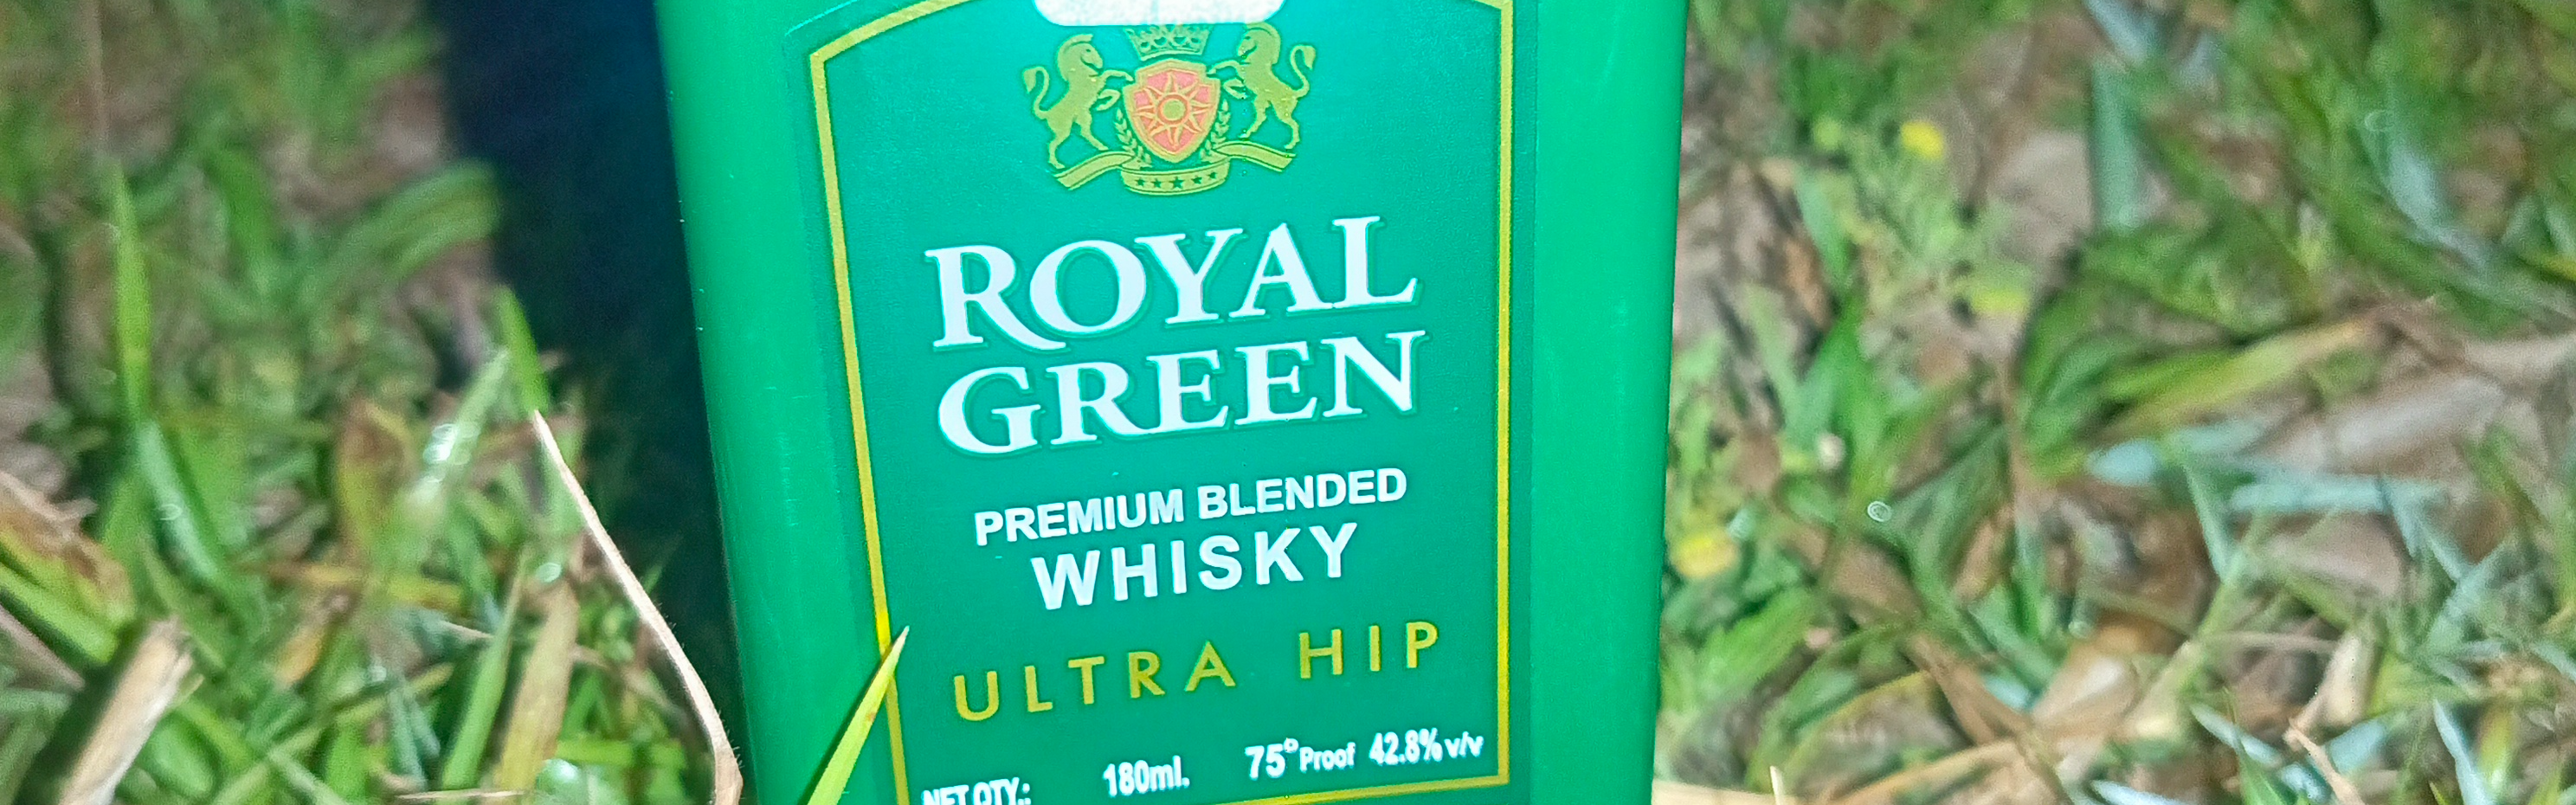 ROYAL
GREEN
PREMIUM BLENDED
WHISKY
ULTRA HIP
NET QTY.: 180ml. 75° Proof 42.8% v/v